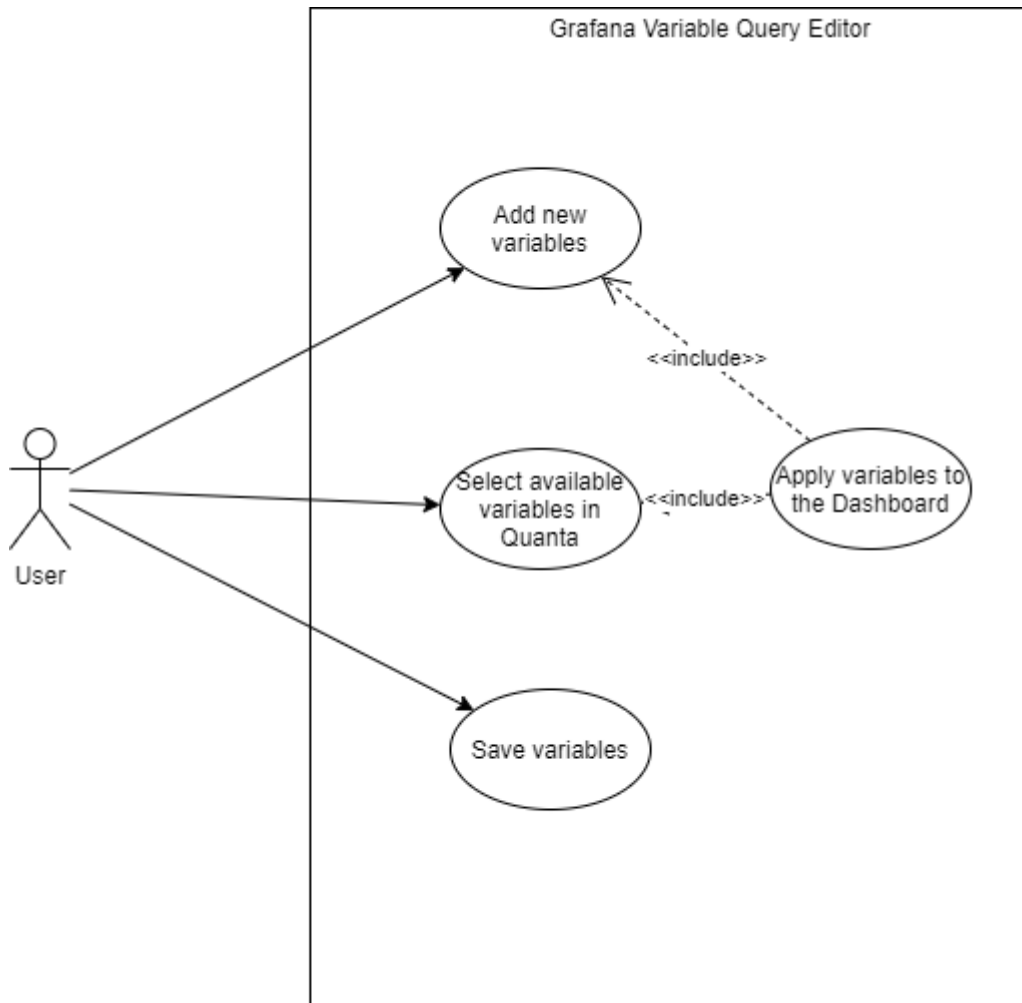 Grafana Variable Query Editor
Add new
variables
<<include>>
Select available
variables in
Quanta
<<include>>
Apply variables to
the Dashboard
User
Save variables